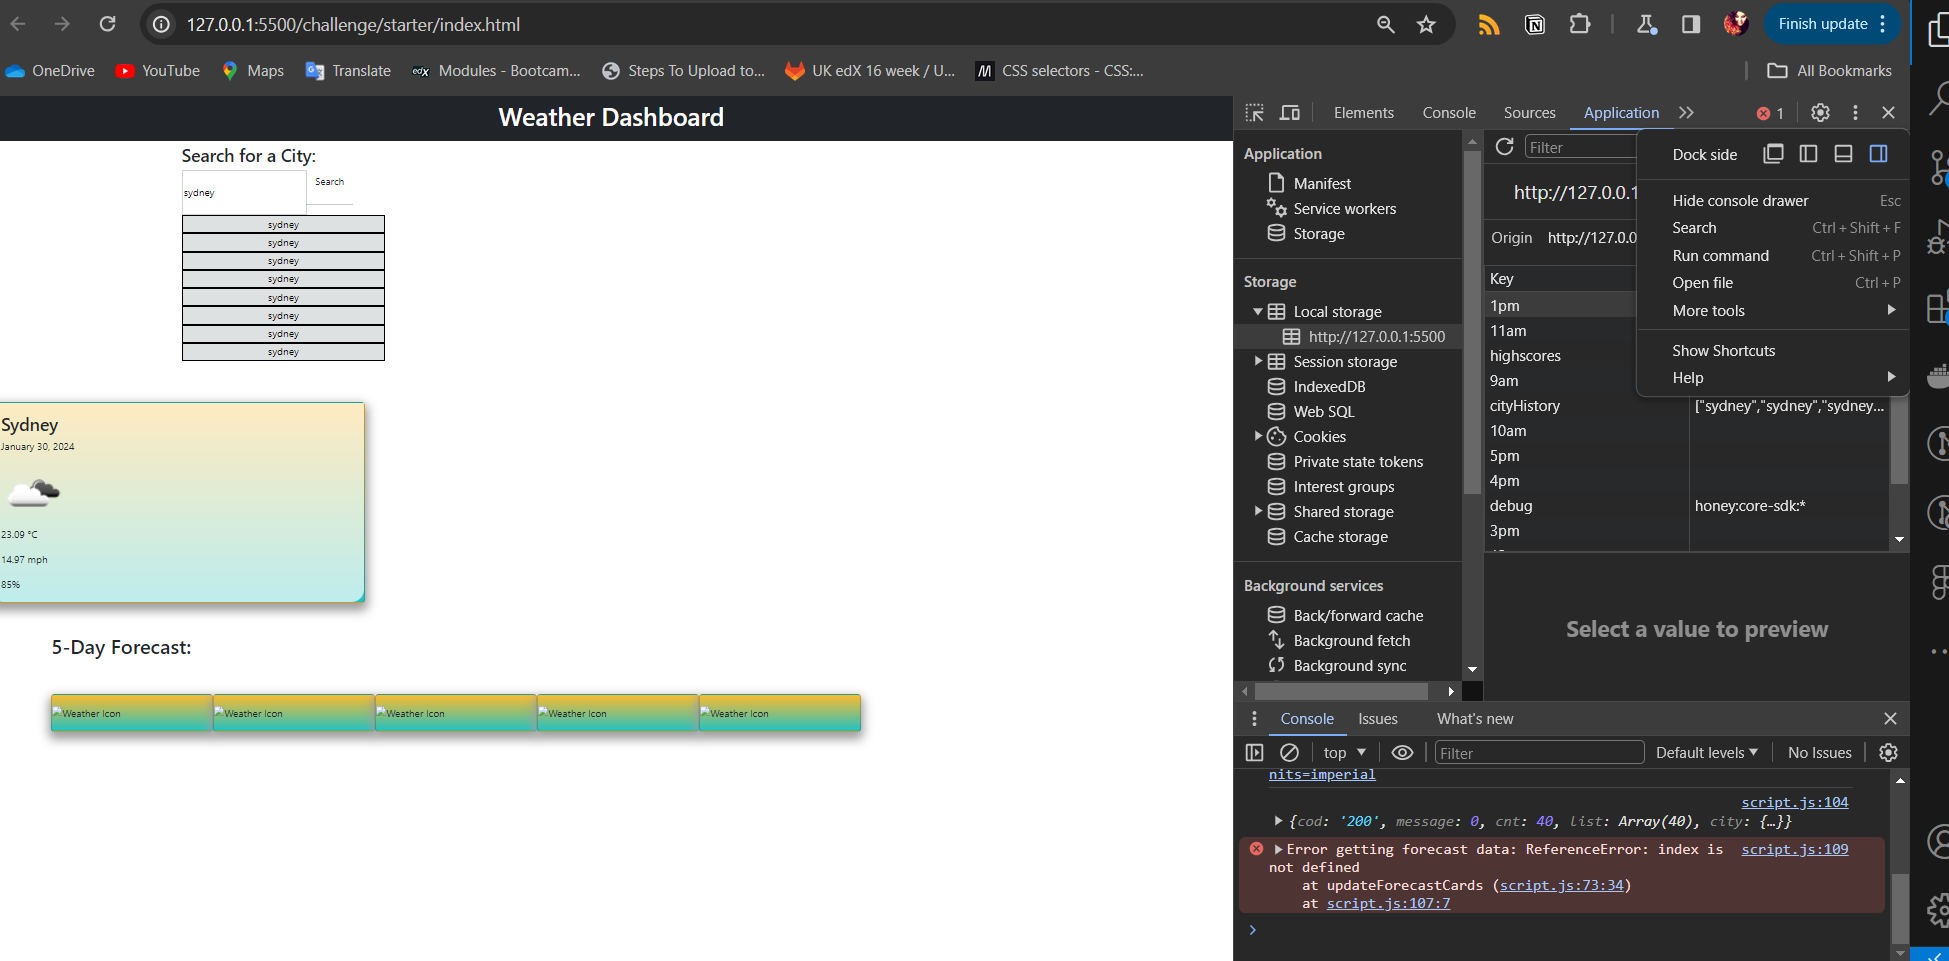 127.0.0.1:5500/challenge/starter/index.html
Finish update
OneDrive YouTube Maps Translate edx Modules - Bootcam... Steps To Upload to... UK edX 16 week / U... M CSS selectors - CSS:... All Bookmarks
Weather Dashboard
Search for a City:
sydney Search
sydney
sydney
sydney
sydney
sydney
sydney
sydney
sydney
Sydney
January 30, 2024
23.09 °C
14.97 mph
85%
5-Day Forecast:
Weather Icon Weather Icon Weather Icon Weather Icon Weather Icon
Elements Console Sources Application 1
Application
Manifest
Service workers
Storage
Storage
Local storage
http://127.0.0.1:5500
Session storage
IndexedDB
Web SQL
Cookies
Private state tokens
Interest groups
Shared storage
Cache storage
Background services
Back/forward cache
Background fetch
Background sync
Filter
http://127.0.0.1
Origin http://127.0.0
Key
1pm
11am
highscores
9am
cityHistory ["sydney","sydney","sydney...
10am
5pm
4pm
debug honey:core-sdk:*
3pm
Select a value to preview
Dock side
Hide console drawer Esc
Search Ctrl + Shift + F
Run command Ctrl + Shift + P
Open file Ctrl + P
More tools
Show Shortcuts
Help
Console Issues What's new
top Filter Default levels No Issues
nits=imperial
script.js:104
{cod: '200', message: 0, cnt: 40, list: Array(40), city: {…}}
Error getting forecast data: ReferenceError: index is script.js:109
not defined
at updateForecastCards (script.js:73:34)
at script.js:107:7